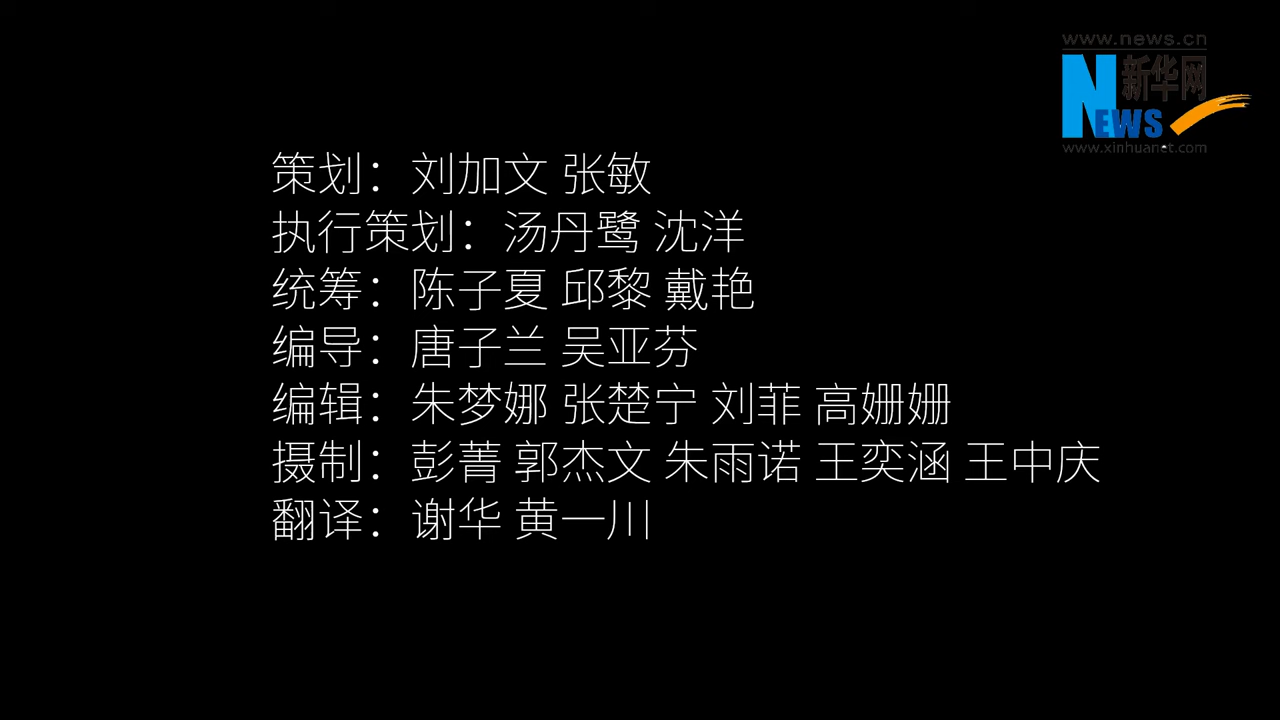 www.news.cn
新华网
NEWS
www.xinhuanet.com
策划：刘加文 张敏
执行策划：汤丹鹭 沈洋
统筹：陈子夏 邱黎 戴艳
编导：唐子兰 吴亚芬
编辑：朱梦娜 张楚宁 刘菲 高姗姗
摄制：彭菁 郭杰文 朱雨诺 王奕涵 王中庆
翻译：谢华 黄一川